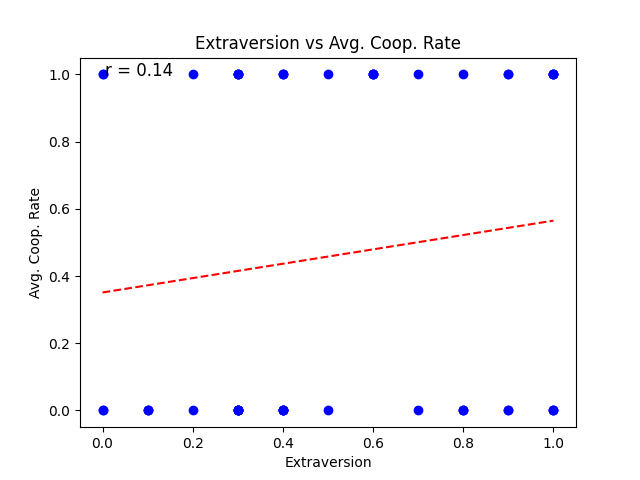 Extraversion vs Avg. Coop. Rate
r = 0.14
1.0
0.8
0.6
0.4
0.2
0.0
Avg. Coop. Rate
0.0 0.2 0.4 0.6 0.8 1.0
Extraversion